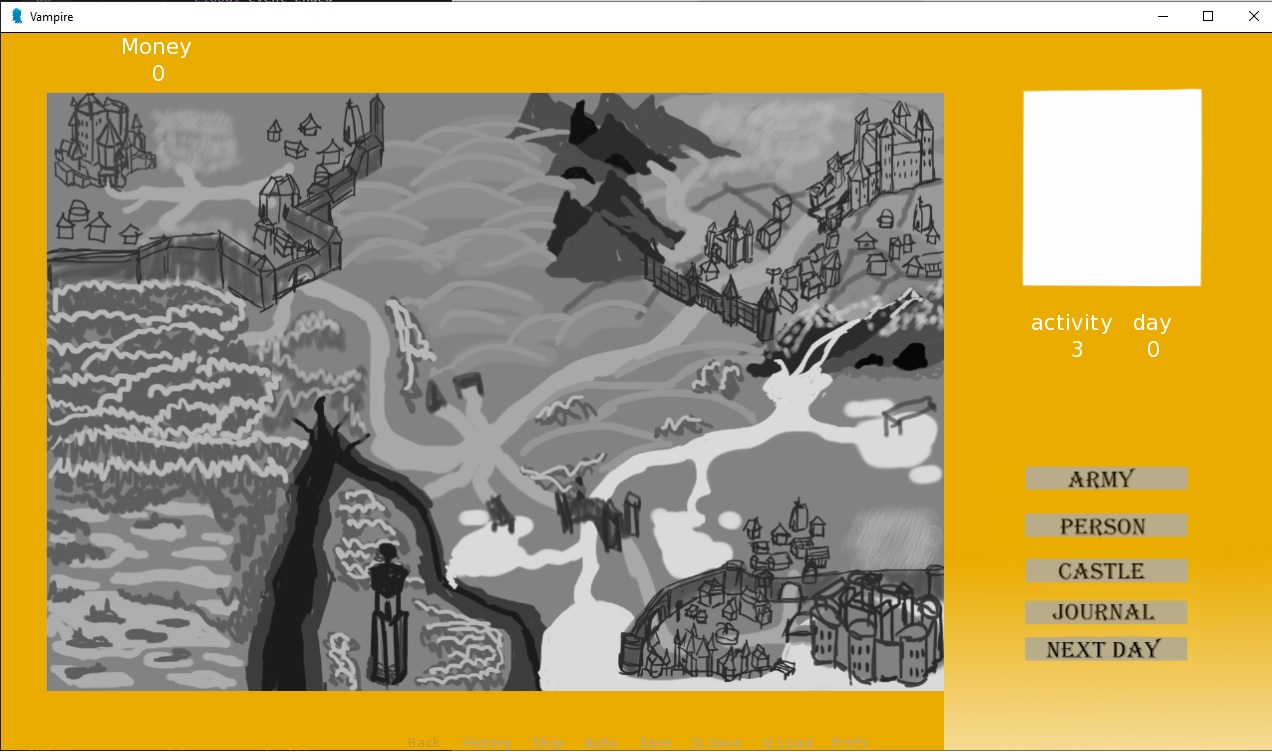 Vampire
Money
0
activity day
3 0
ARMY
PERSON
CASTLE
JOURNAL
NEXT DAY
Back History Skip Auto Save Q.Save Q.Load Prefs